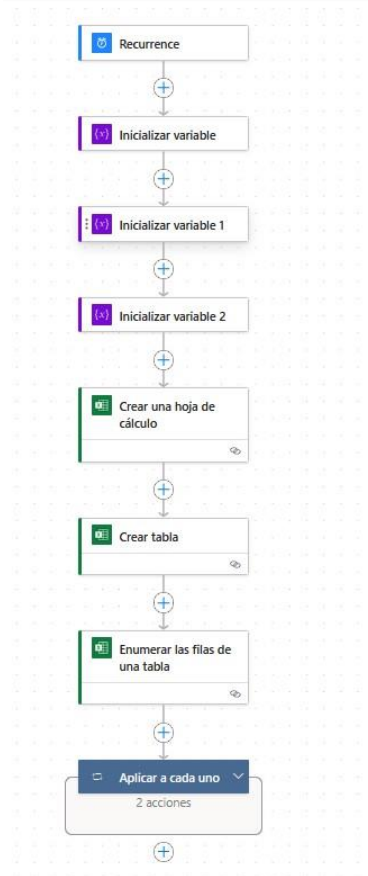 Recurrence
{x} Inicializar variable
{x} Inicializar variable 1
{x} Inicializar variable 2
Crear una hoja de
cálculo
Crear tabla
Enumerar las filas de
una tabla
Aplicar a cada uno
2 acciones